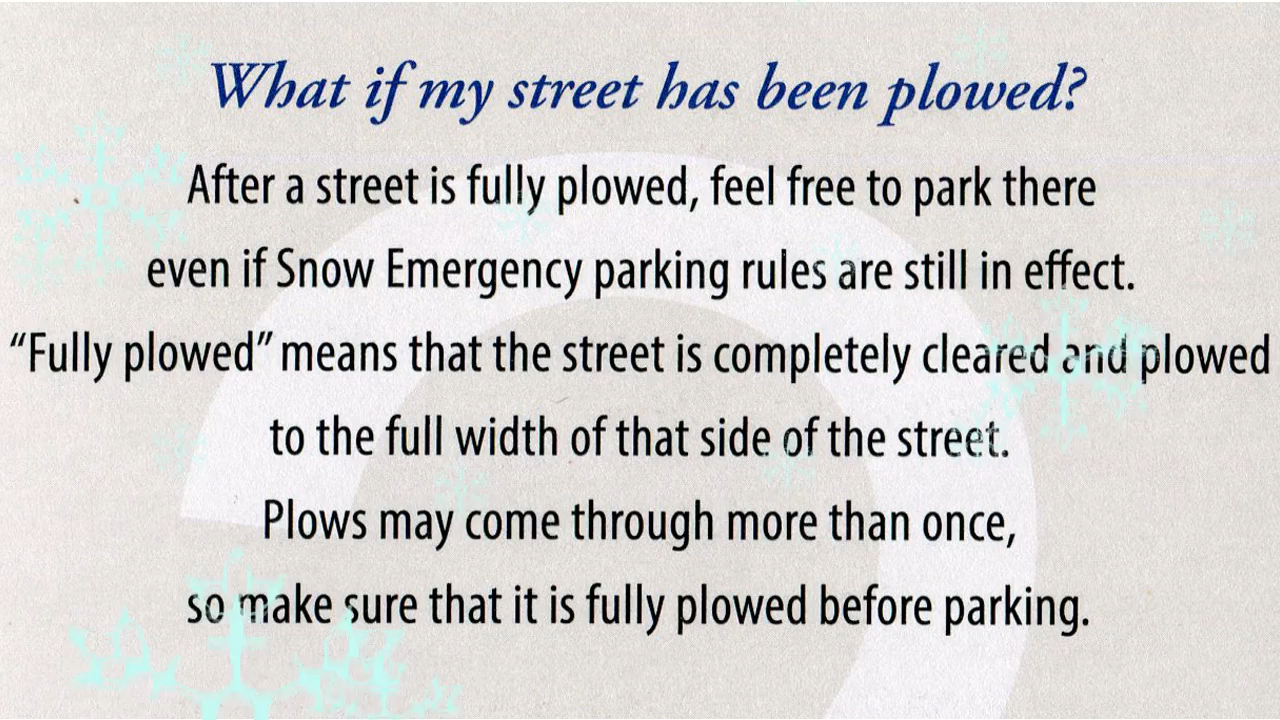 What if my street has been plowed?
After a street is fully plowed, feel free to park there
even if Snow Emergency parking rules are still in effect.
“Fully plowed” means that the street is completely cleared and plowed
to the full width of that side of the street.
Plows may come through more than once,
so make sure that it is fully plowed before parking.